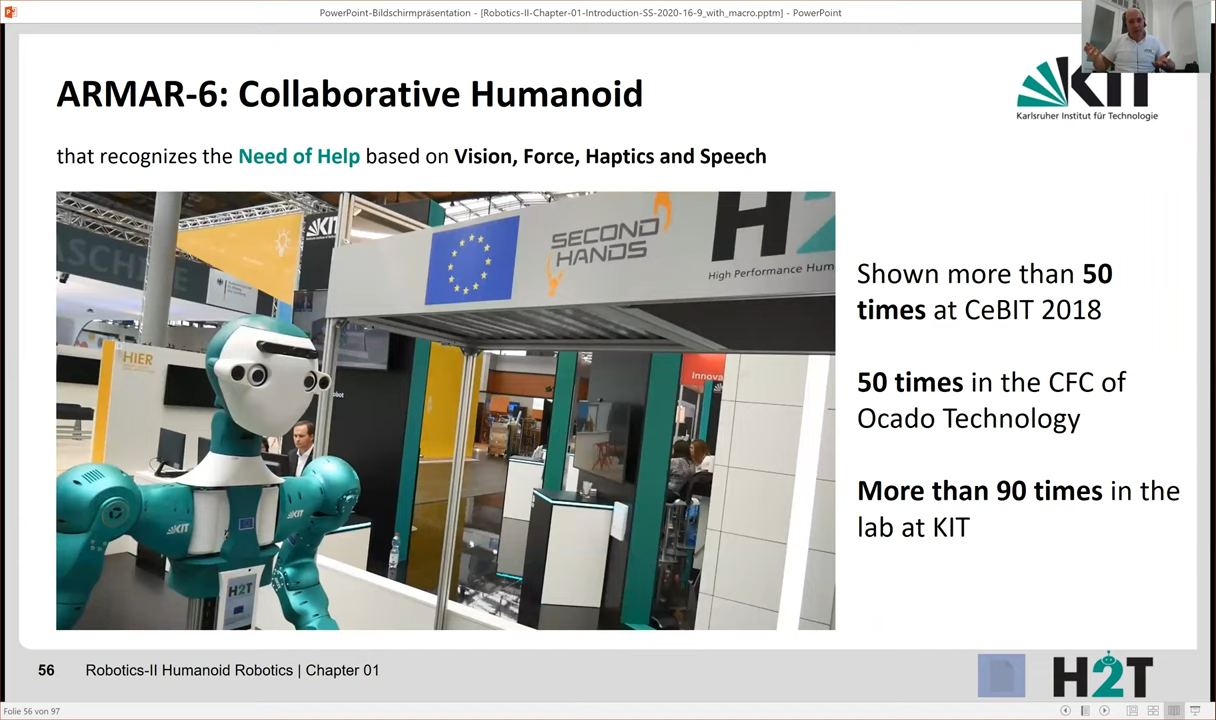 PowerPoint-Bildschirmpräsentation - [Robotics-II-Chapter-01-Introduction-SS-2020-16-9_with_macro.pptm] - PowerPoint
ARMAR-6: Collaborative Humanoid
KIT
Karlsruher Institut für Technologie
that recognizes the Need of Help based on Vision, Force, Haptics and Speech
KIT
SECOND
HANDS
H2
High Performance Hum
HIER
Innova
KIT
KIT
H2T
Shown more than 50
times at CeBIT 2018
50 times in the CFC of
Ocado Technology
More than 90 times in the
lab at KIT
56
Robotics-II Humanoid Robotics | Chapter 01
H2T
Folie 56 von 97